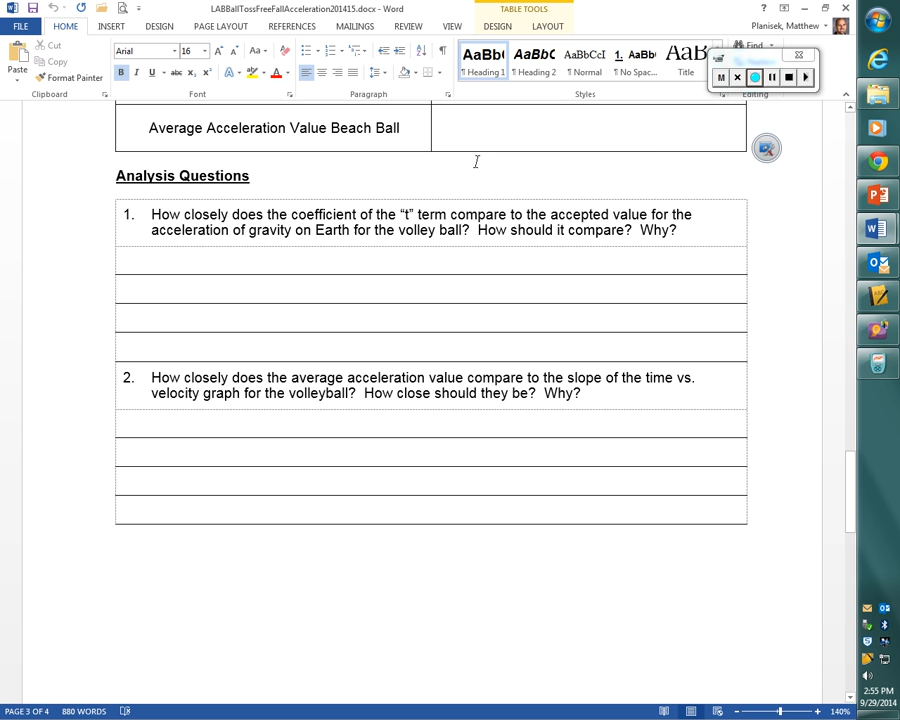 LABBallTossFreeFallAcceleration201415.docx - Word
TABLE TOOLS
FILE HOME INSERT DESIGN PAGE LAYOUT REFERENCES MAILINGS REVIEW VIEW DESIGN LAYOUT
Planisek, Matthew
Cut
Copy
Paste
Format Painter
Arial 16
AaBb( AaBbC AaBbCcI 1. AaBb( AaB
Heading 1 Heading 2 Normal No Spac... Title
Find
Clipboard Font Paragraph Styles Editing
Average Acceleration Value Beach Ball
Analysis Questions
1. How closely does the coefficient of the “t” term compare to the accepted value for the
acceleration of gravity on Earth for the volley ball? How should it compare? Why?
2. How closely does the average acceleration value compare to the slope of the time vs.
velocity graph for the volleyball? How close should they be? Why?
PAGE 3 OF 4 880 WORDS
140%
2:55 PM
9/29/2014